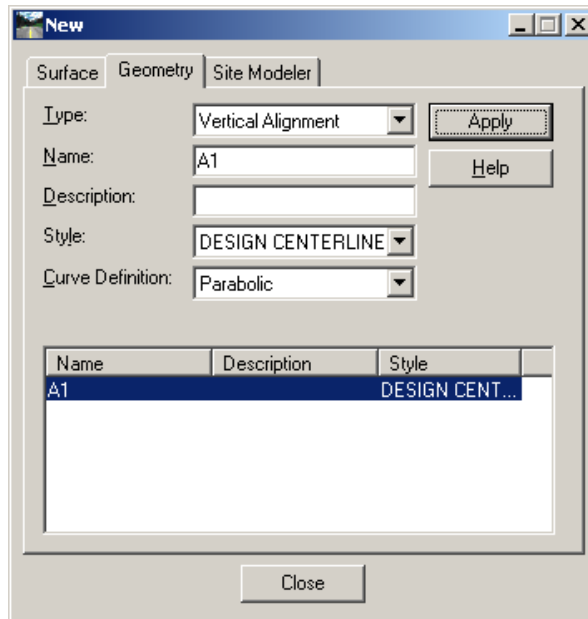 New
Surface Geometry Site Modeler
Type: Vertical Alignment Apply
Name: A1 Help
Description:
Style: DESIGN CENTERLINE
Curve Definition: Parabolic
Name Description Style
A1 DESIGN CENT...
Close